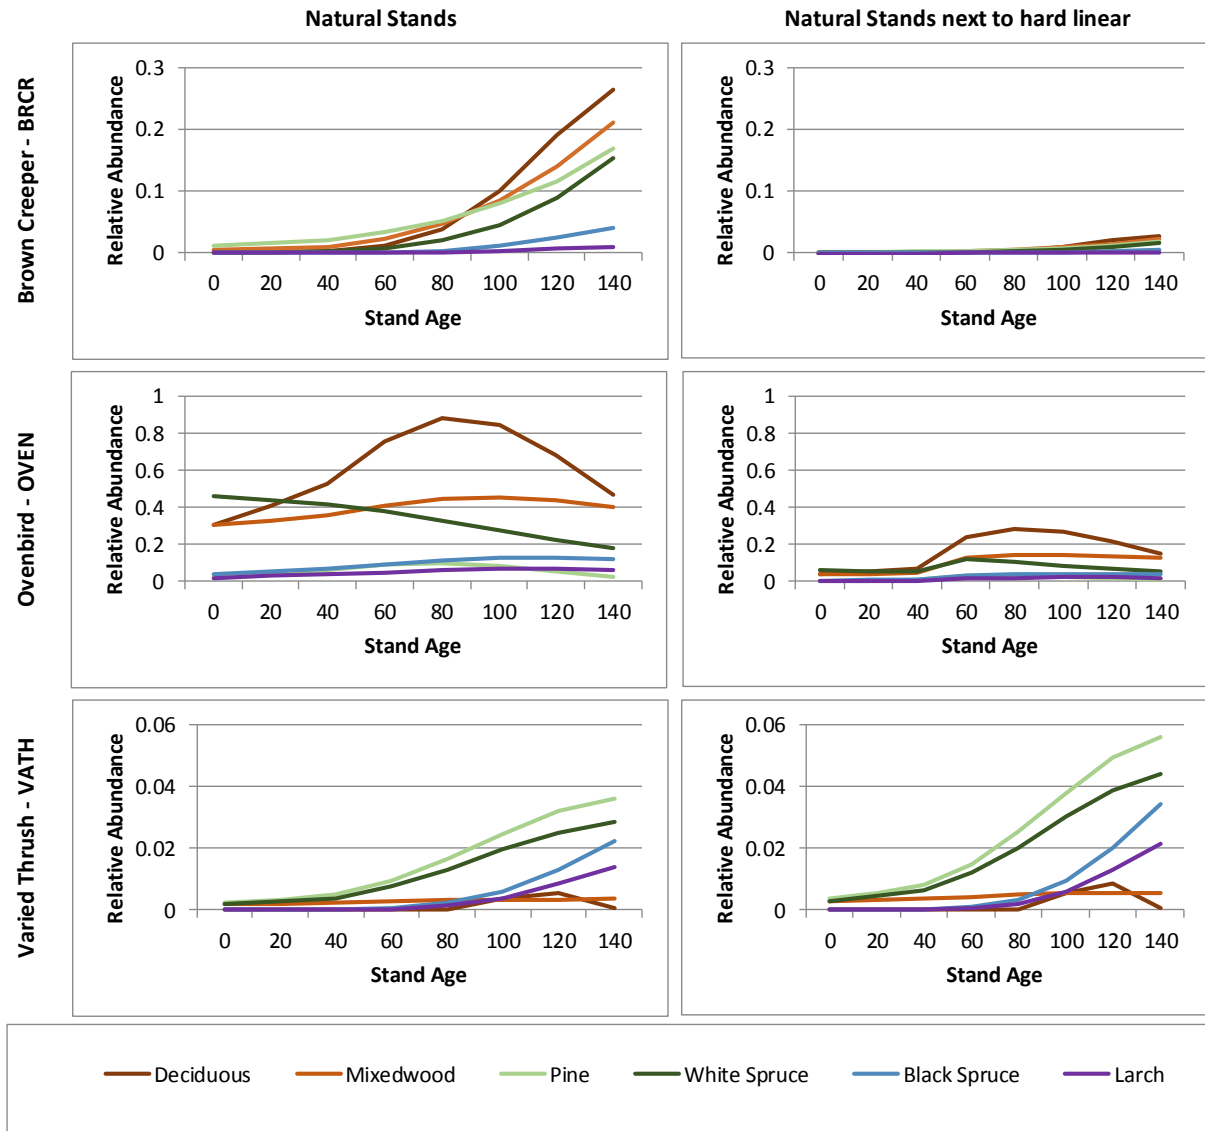 Natural Stands
Natural Stands next to hard linear
Brown Creeper - BRCR
Relative Abundance
0.3
0.2
0.1
0
0 20 40 60 80 100 120 140
Stand Age
Relative Abundance
0.3
0.2
0.1
0
0 20 40 60 80 100 120 140
Stand Age
Ovenbird - OVEN
Relative Abundance
1
0.8
0.6
0.4
0.2
0
0 20 40 60 80 100 120 140
Stand Age
Relative Abundance
1
0.8
0.6
0.4
0.2
0
0 20 40 60 80 100 120 140
Stand Age
Varied Thrush - VATH
Relative Abundance
0.06
0.04
0.02
0
0 20 40 60 80 100 120 140
Stand Age
Relative Abundance
0.06
0.04
0.02
0
0 20 40 60 80 100 120 140
Stand Age
Deciduous Mixedwood Pine White Spruce Black Spruce Larch